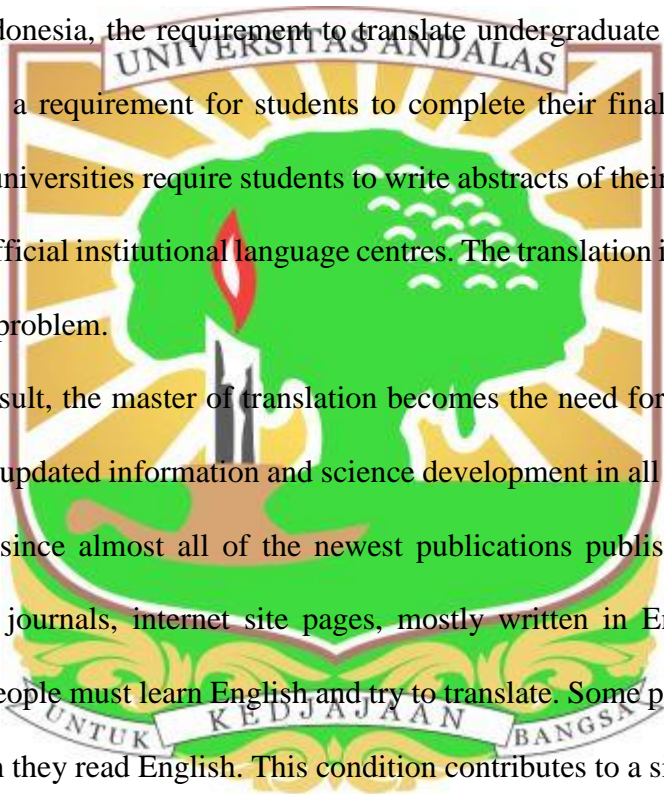 donesia, the requirement to translate undergraduate
UNIVERSITAS ANDALAS
a requirement for students to complete their final
universities require students to write abstracts of their
fficial institutional language centres. The translation i
problem.
sult, the master of translation becomes the need for
updated information and science development in all
since almost all of the newest publications publis
journals, internet site pages, mostly written in En
eople must learn English and try to translate. Some p
UNTUK KEDJAJAAN BANGSA
n they read English. This condition contributes to a si